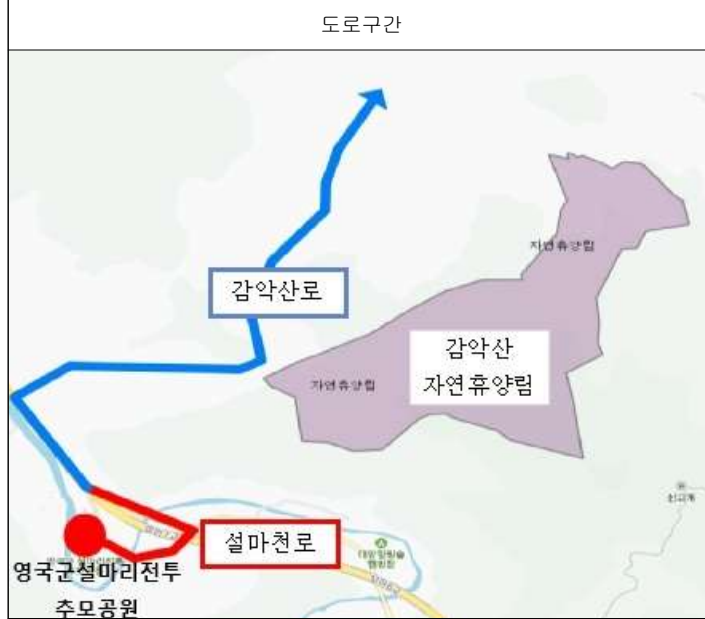 도로구간
자연휴양림
감악산로
감악산
자연휴양림
자연휴양림
설마천로
영국군설마리전투
추모공원